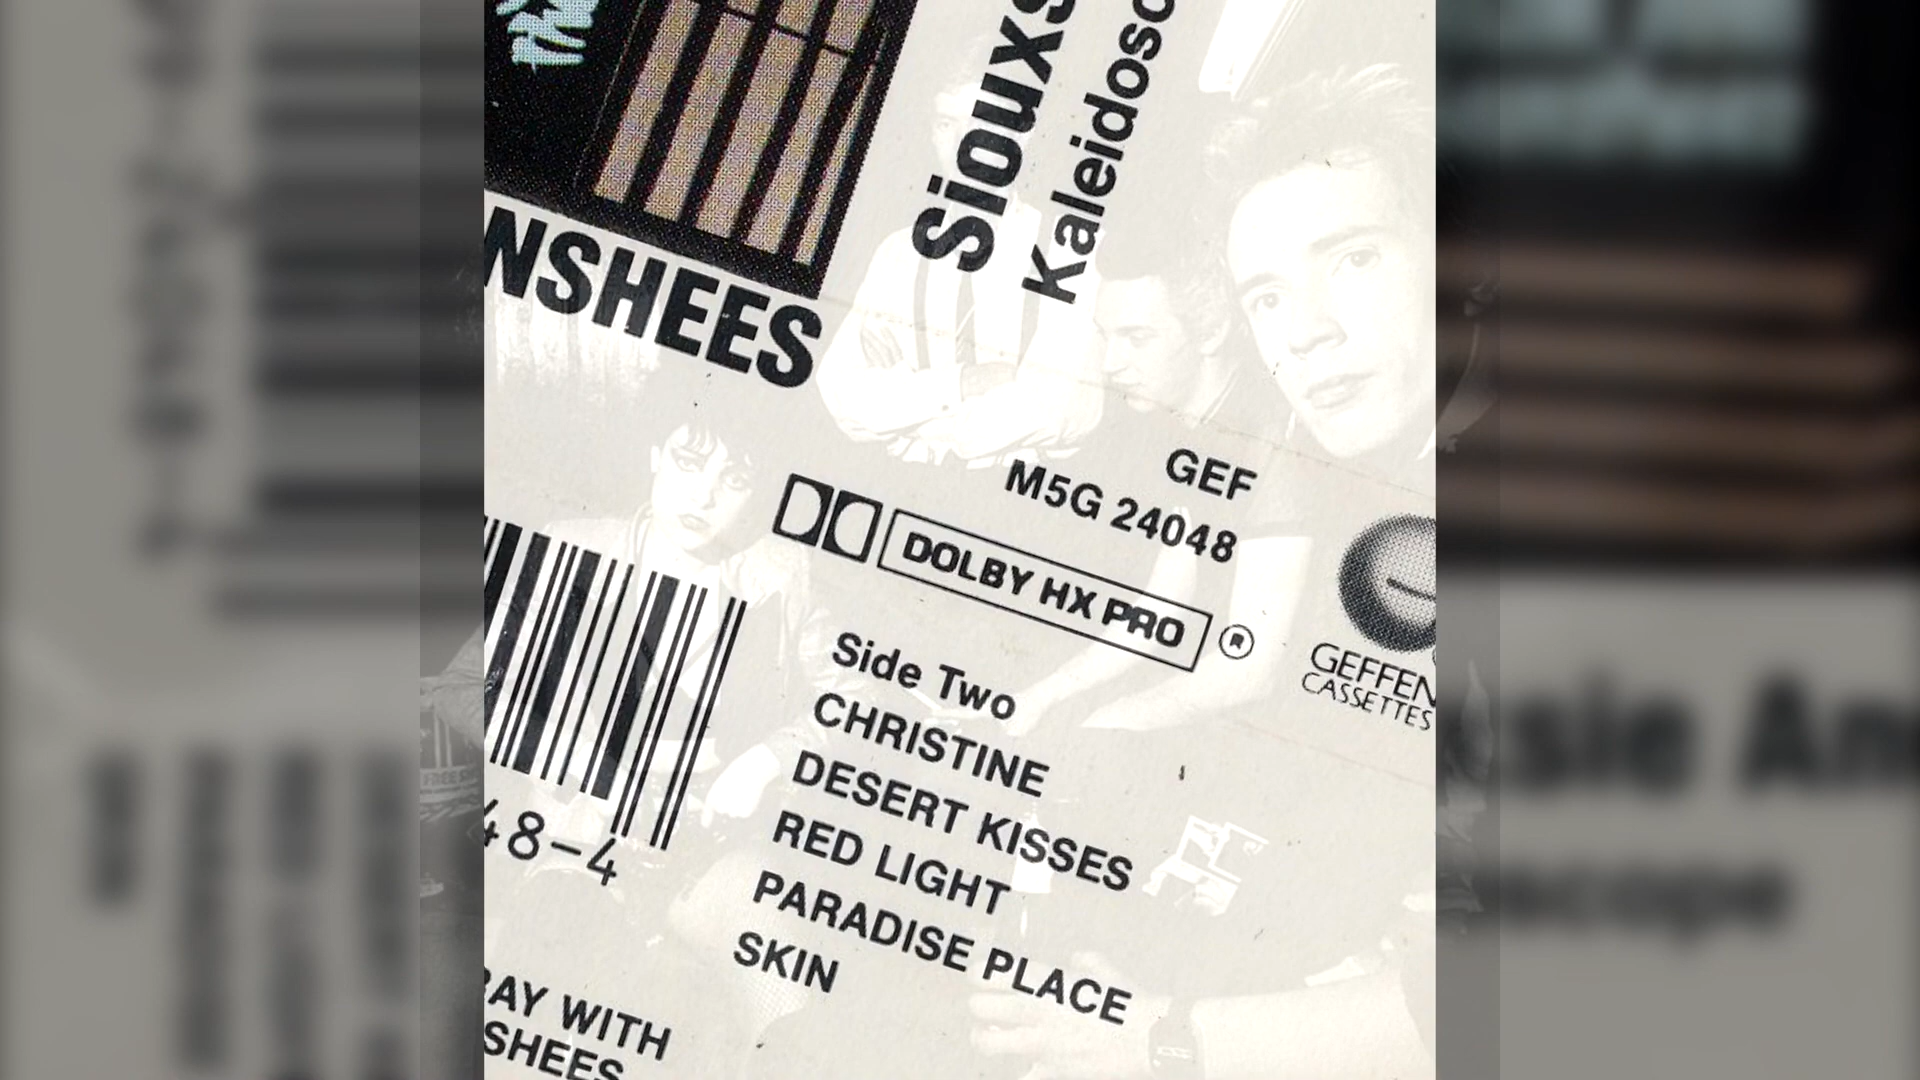 Sioux
Kaleidosc
NSHEES
GEF
M5G 24048
DOLBY HX PRO
®
GEFFEN
CASSETTES
Side Two
CHRISTINE
DESERT KISSES
RED LIGHT
PARADISE PLACE
SKIN
48-4
RAY WITH
SHEES